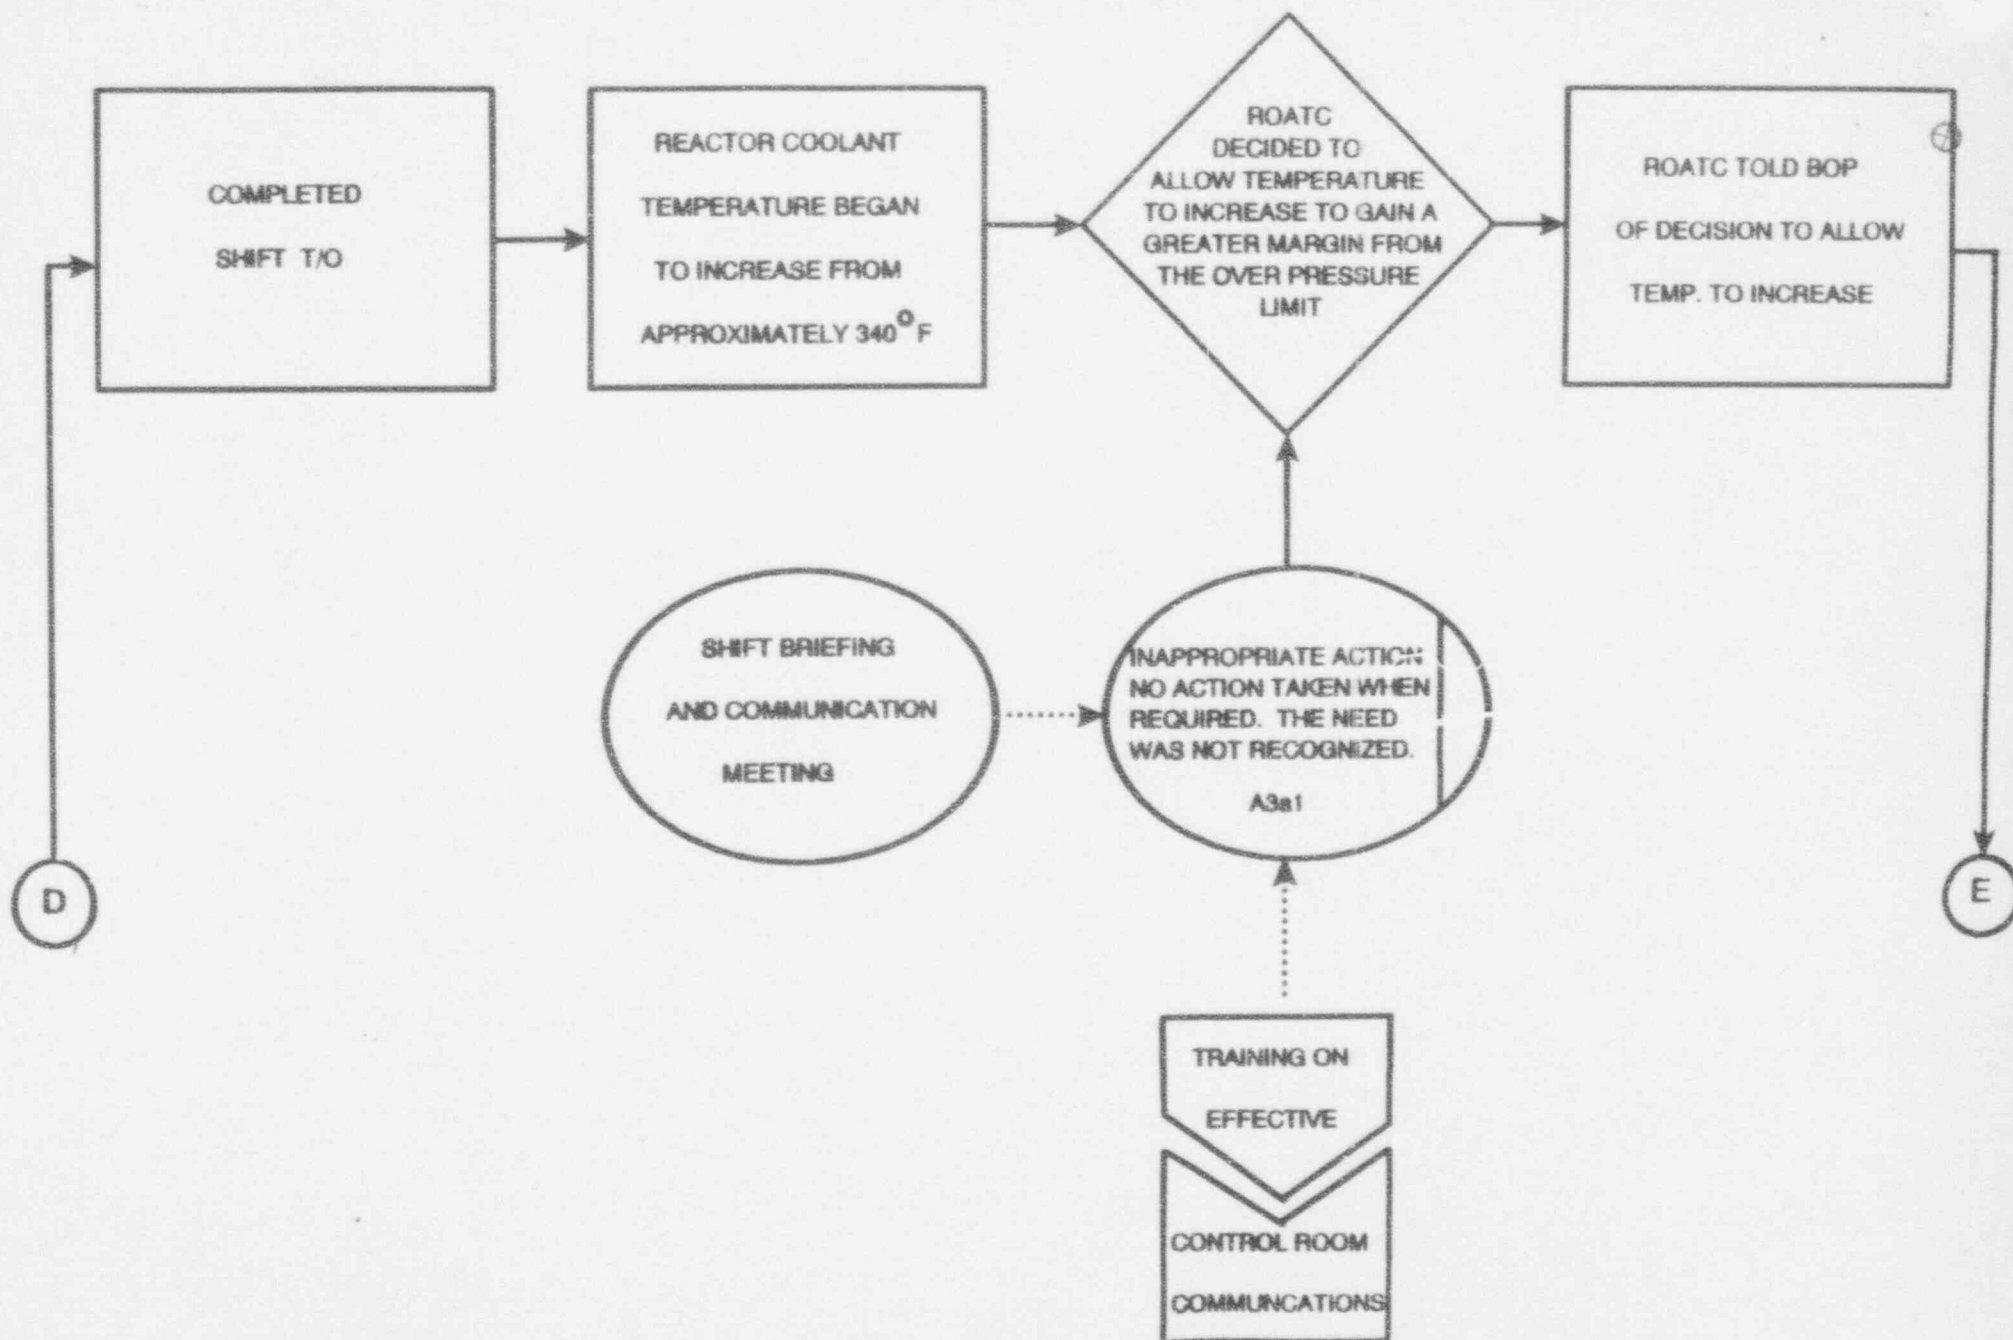 COMPLETED
SHIFT T/O
REACTOR COOLANT
TEMPERATURE BEGAN
TO INCREASE FROM
APPROXIMATELY 340°F
ROATC
DECIDED TO
ALLOW TEMPERATURE
TO INCREASE TO GAIN A
GREATER MARGIN FROM
THE OVER PRESSURE
LIMIT
ROATC TOLD BOP
OF DECISION TO ALLOW
TEMP. TO INCREASE
SHIFT BRIEFING
AND COMMUNICATION
MEETING
INAPPROPRIATE ACTION
NO ACTION TAKEN WHEN
REQUIRED. THE NEED
WAS NOT RECOGNIZED.
A3a1
D
E
TRAINING ON
EFFECTIVE
CONTROL ROOM
COMMUNCATIONS